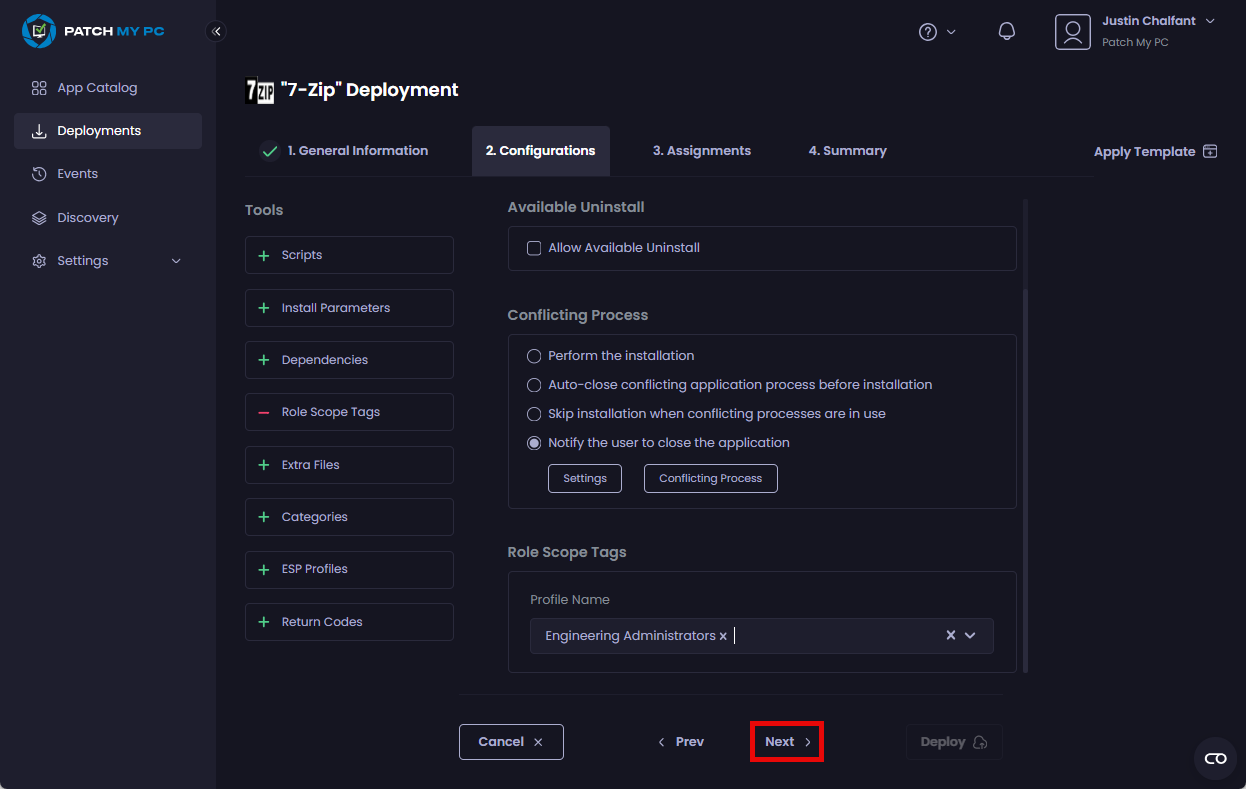 PATCH MY PC
Justin Chalfant
Patch My PC
App Catalog
Deployments
Events
Discovery
Settings
7ZIP "7-Zip" Deployment
1. General Information
2. Configurations
3. Assignments
4. Summary
Apply Template
Tools
Scripts
Install Parameters
Dependencies
Role Scope Tags
Extra Files
Categories
ESP Profiles
Return Codes
Available Uninstall
Allow Available Uninstall
Conflicting Process
Perform the installation
Auto-close conflicting application process before installation
Skip installation when conflicting processes are in use
Notify the user to close the application
Settings
Conflicting Process
Role Scope Tags
Profile Name
Engineering Administrators
Cancel
Prev
Next
Deploy